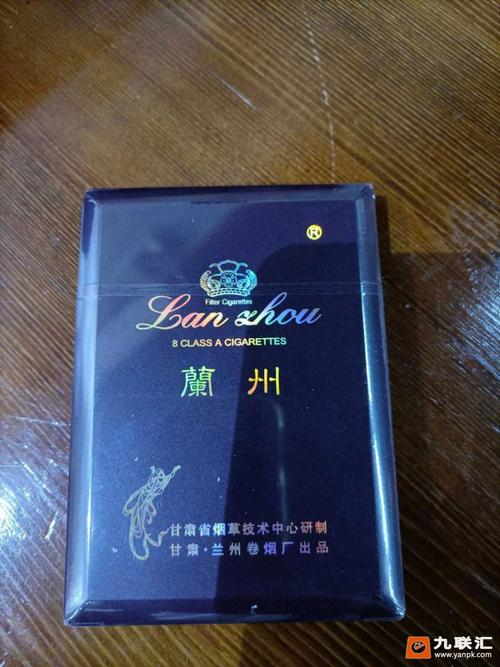 ®
Filter Cigarettes
Lan zhou
8 CLASS A CIGARETTES
蘭州
甘肃省烟草技术中心研制
甘肃·兰州卷烟厂出品
九联汇
www.yanpk.com